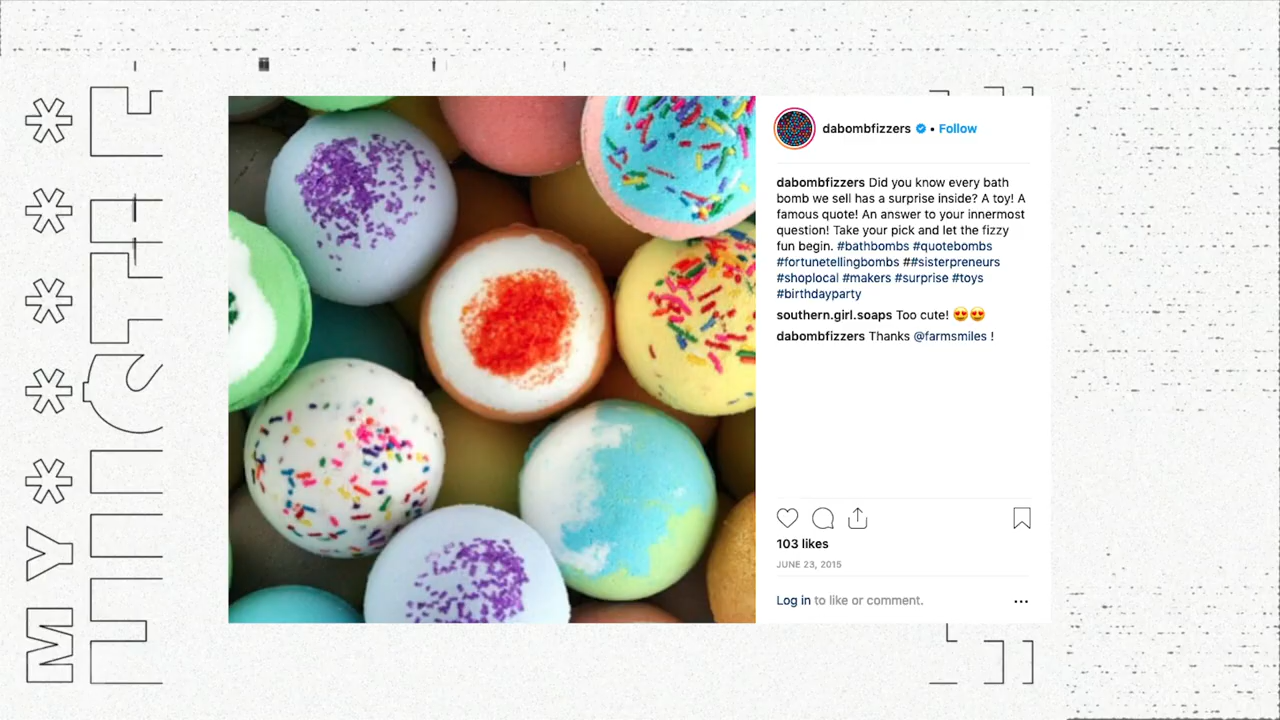 MY*****
dabombfizzers • Follow
dabombfizzers Did you know every bath
bomb we sell has a surprise inside? A toy! A
famous quote! An answer to your innermost
question! Take your pick and let the fizzy
fun begin. #bathbombs #quotebombs
#fortunetellingbombs ##sisterpreneurs
#shoplocal #makers #surprise #toys
#birthdayparty
southern.girl.soaps Too cute! 😍😍
dabombfizzers Thanks @farmsmiles !
103 likes
JUNE 23, 2015
Log in to like or comment.